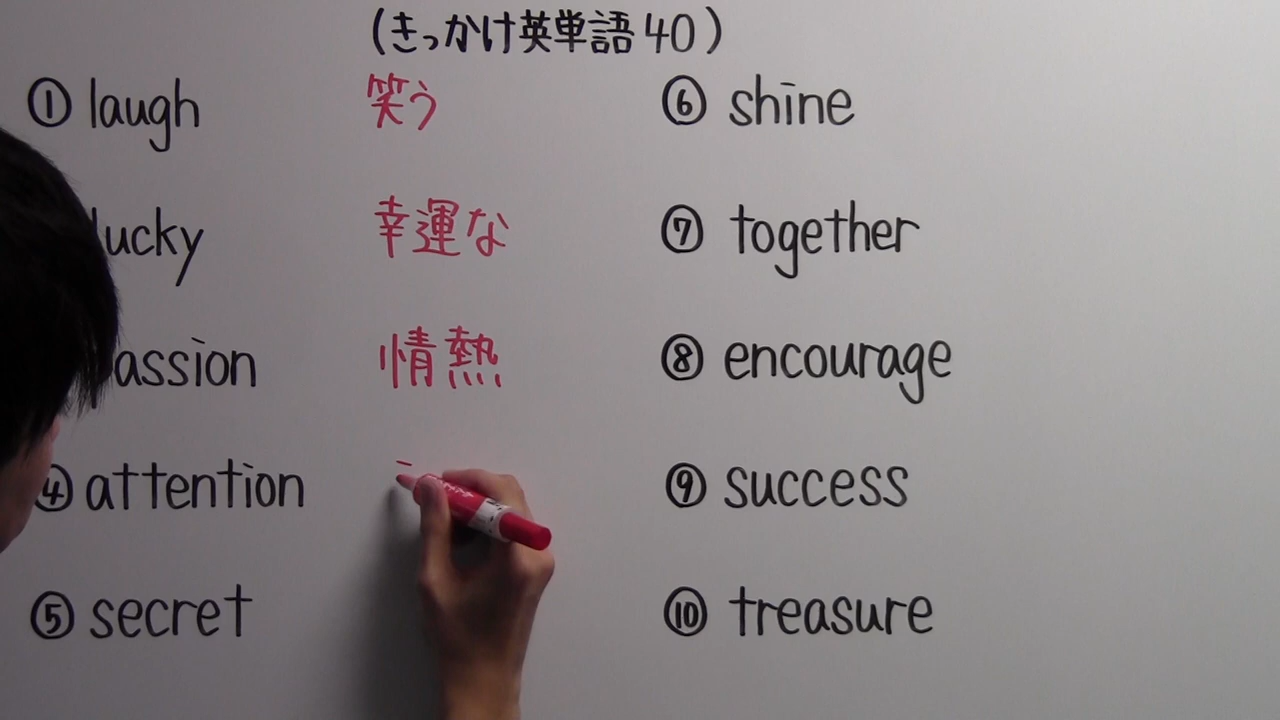 (きっかけ英単語40)
① laugh 笑う
lucky 幸運な
assion 情熱
④ attention
⑤ secret
⑥ shine
⑦ together
⑧ encourage
⑨ success
⑩ treasure